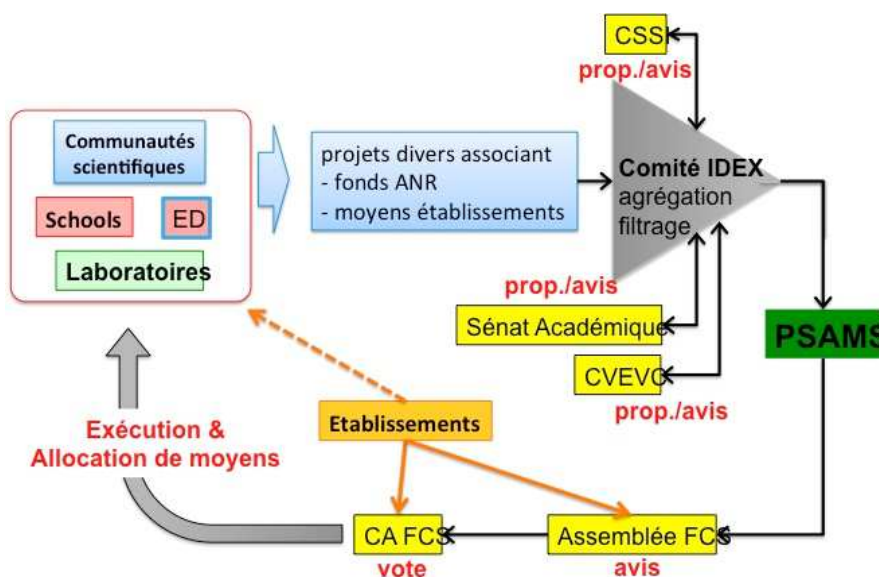 CSSI
prop./avis
Communautés
scientifiques
Schools
ED
Laboratoires
projets divers associant
- fonds ANR
- moyens établissements
Comité IDEX
agrégation
filtrage
prop./avis
Sénat Académique
CVEVC
prop./avis
PSAMS
Etablissements
Exécution &
Allocation de moyens
CA FCS
vote
Assemblée FCS
avis